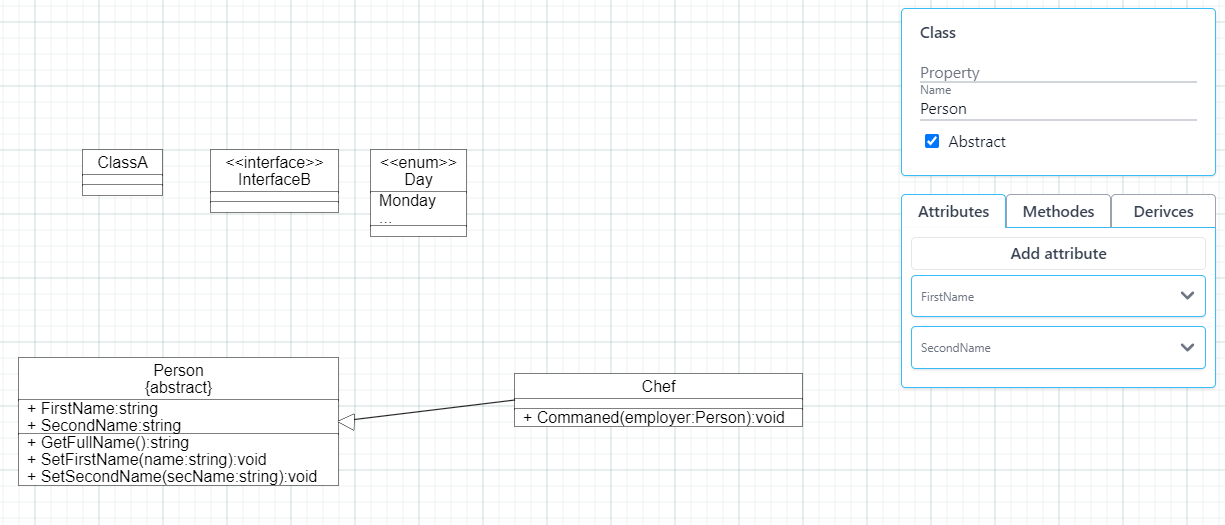 ClassA
<<interface>>
InterfaceB
<<enum>>
Day
Monday
...
Person
{abstract}
+ FirstName:string
+ SecondName:string
+ GetFullName():string
+ SetFirstName(name:string):void
+ SetSecondName(secName:string):void
Chef
+ Commaned(employer:Person):void
Class
Property
Name
Person
Abstract
Attributes Methodes Derivces
Add attribute
FirstName
SecondName